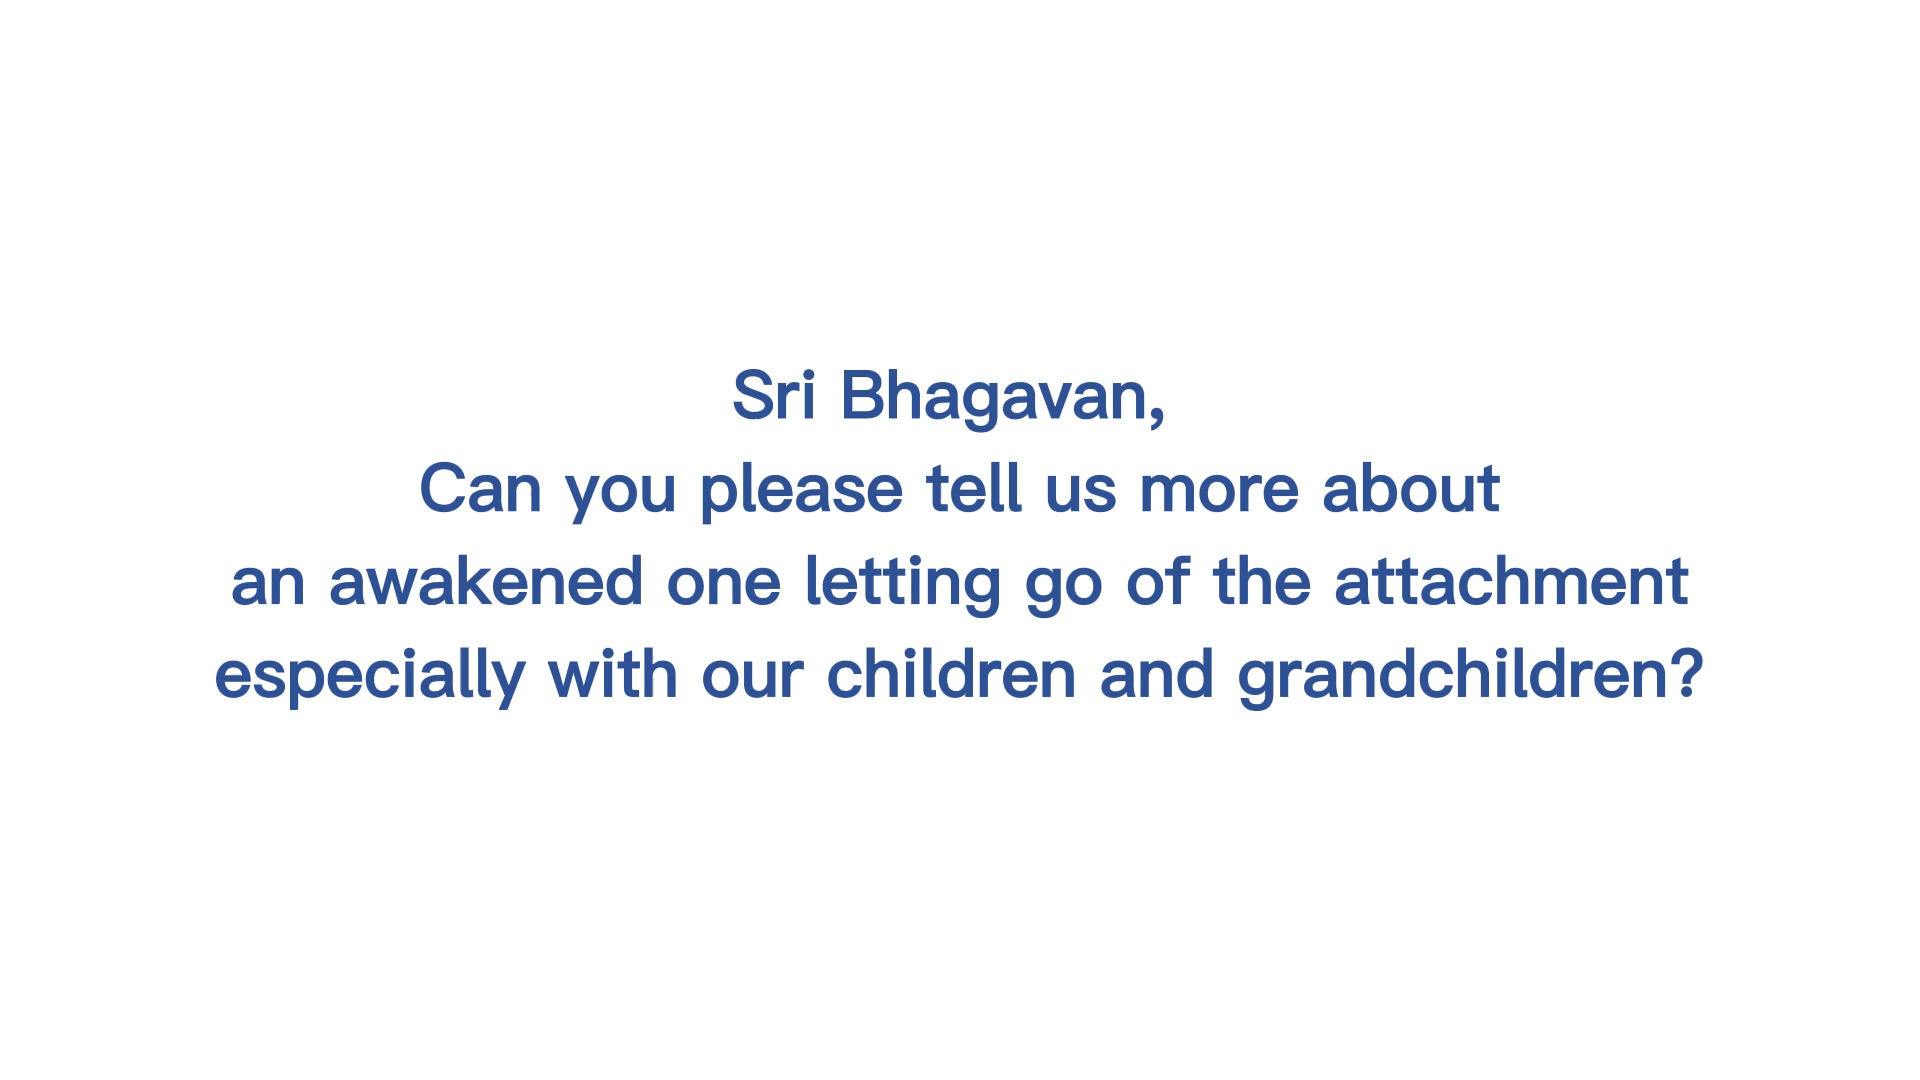 Sri Bhagavan,
Can you please tell us more about
an awakened one letting go of the attachment
especially with our children and grandchildren?